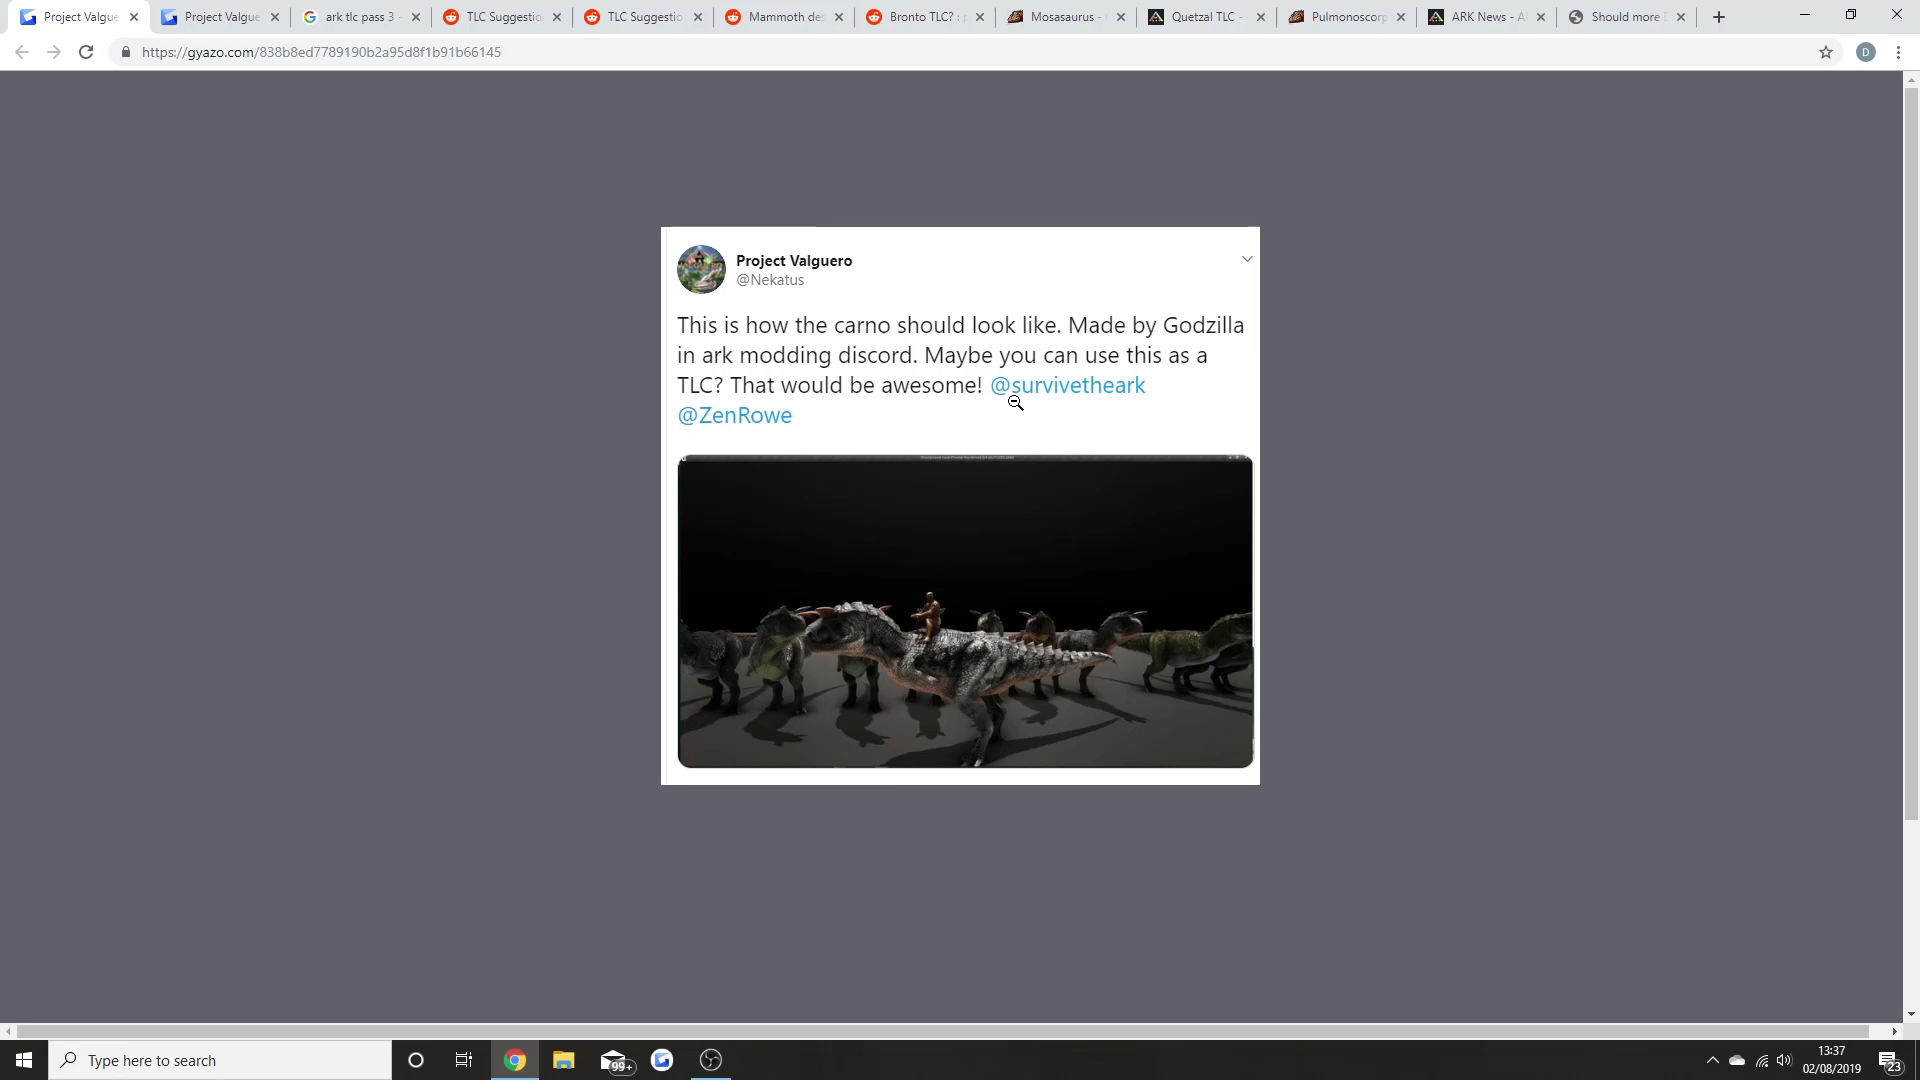 Project Valgue
Project Valgue
ark tlc pass 3
TLC Suggestio
TLC Suggestio
Mammoth de
Bronto TLC? :
Mosasaurus -
Quetzal TLC -
Pulmonoscorp
ARK News - A
Should more
https://gyazo.com/838b8ed7789190b2a95d8f1b91b66145
D
Project Valguero
@Nekatus
This is how the carno should look like. Made by Godzilla
in ark modding discord. Maybe you can use this as a
TLC? That would be awesome! @survivetheark
@ZenRowe
Type here to search
99+
13:37
02/08/2019
23